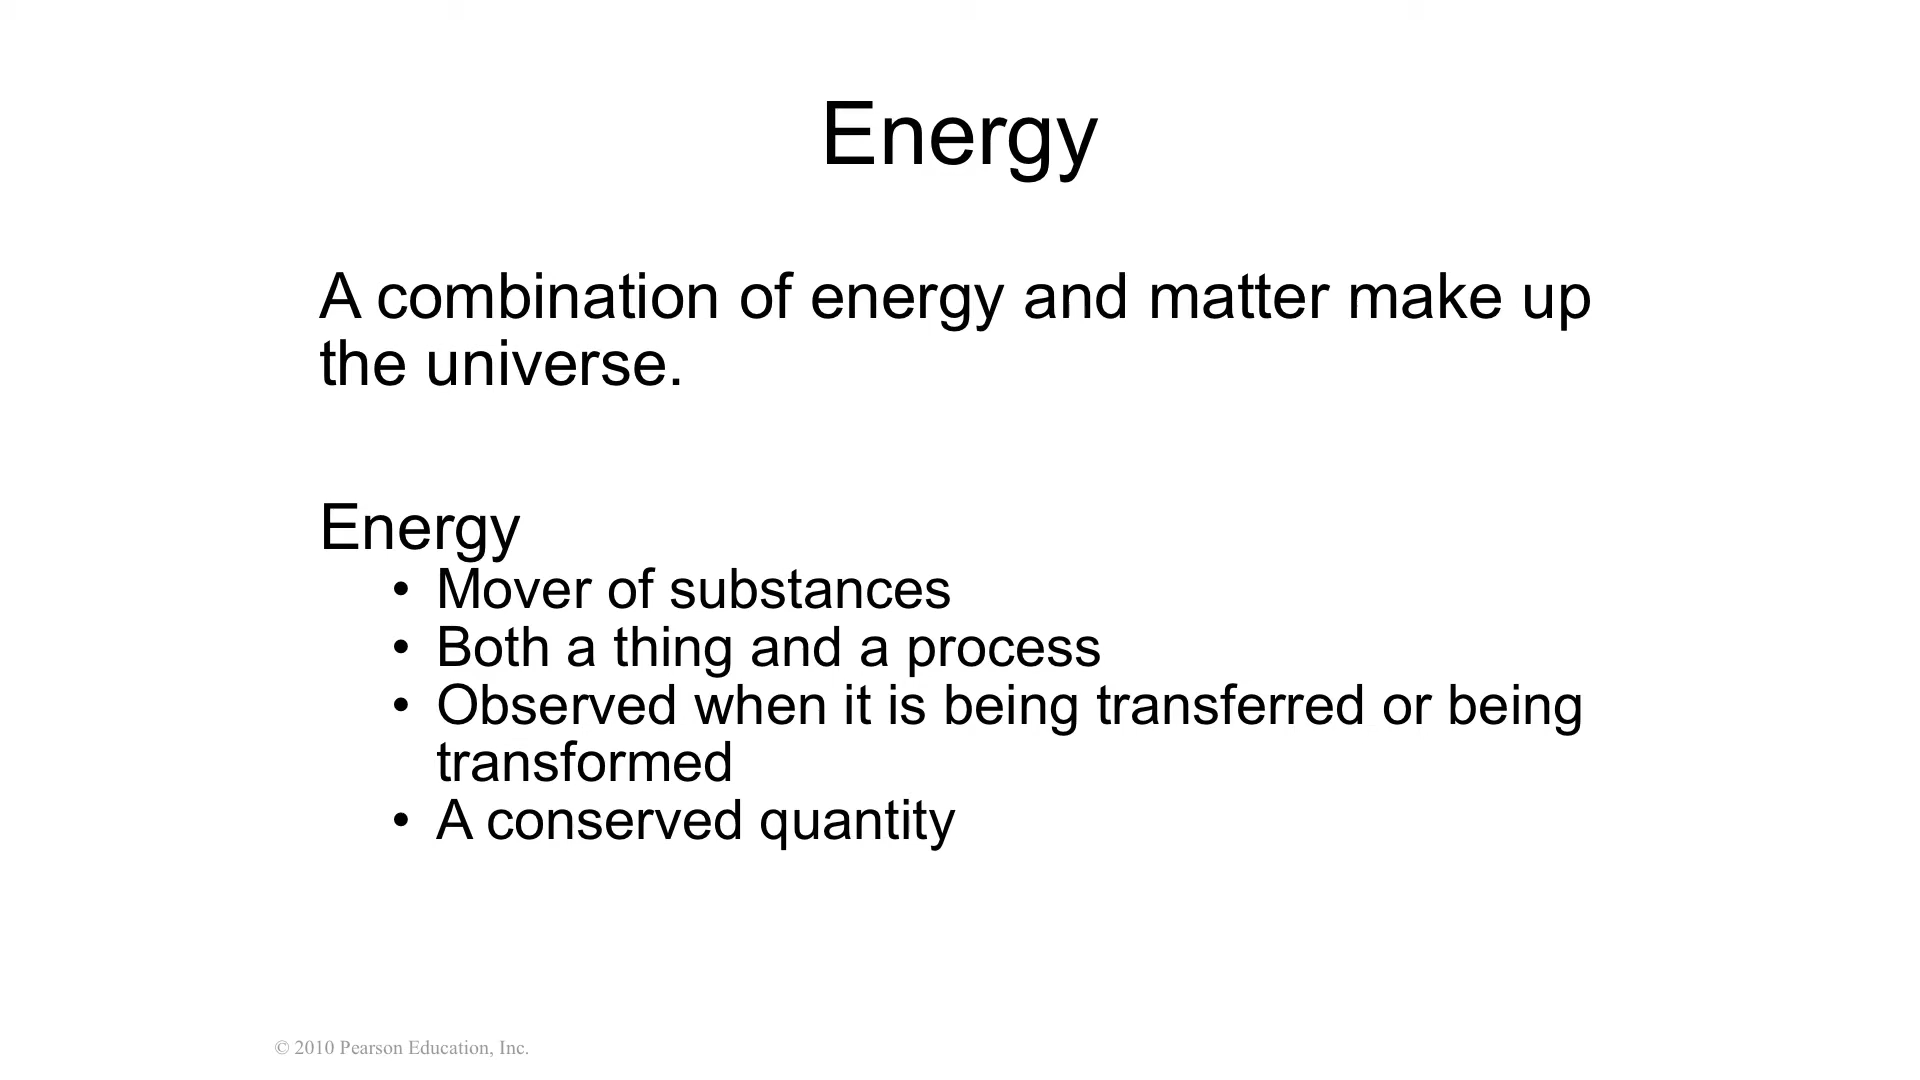 Energy
A combination of energy and matter make up
the universe.
Energy
• Mover of substances
• Both a thing and a process
• Observed when it is being transferred or being
transformed
• A conserved quantity
© 2010 Pearson Education, Inc.